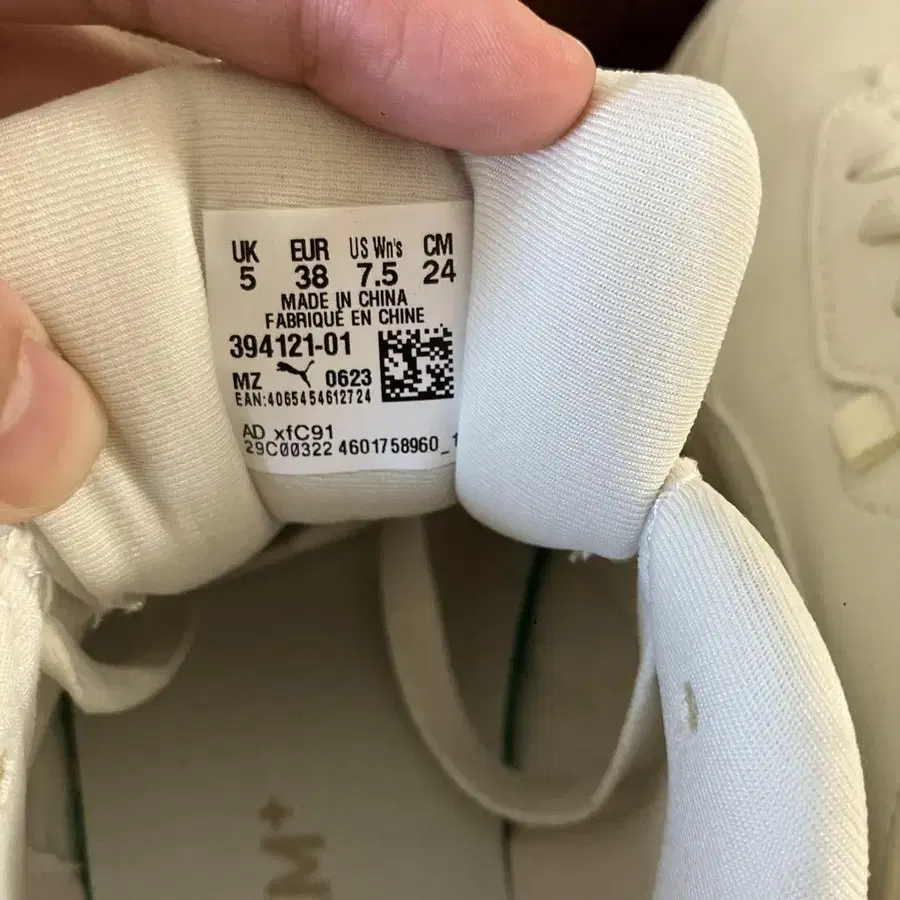 UK EUR US Wn's CM
5 38 7.5 24
MADE IN CHINA
FABRIQUÉ EN CHINE
394121-01
MZ 0623
EAN:4065454612724
AD xfC91
29C00322 4601758960_1
M+